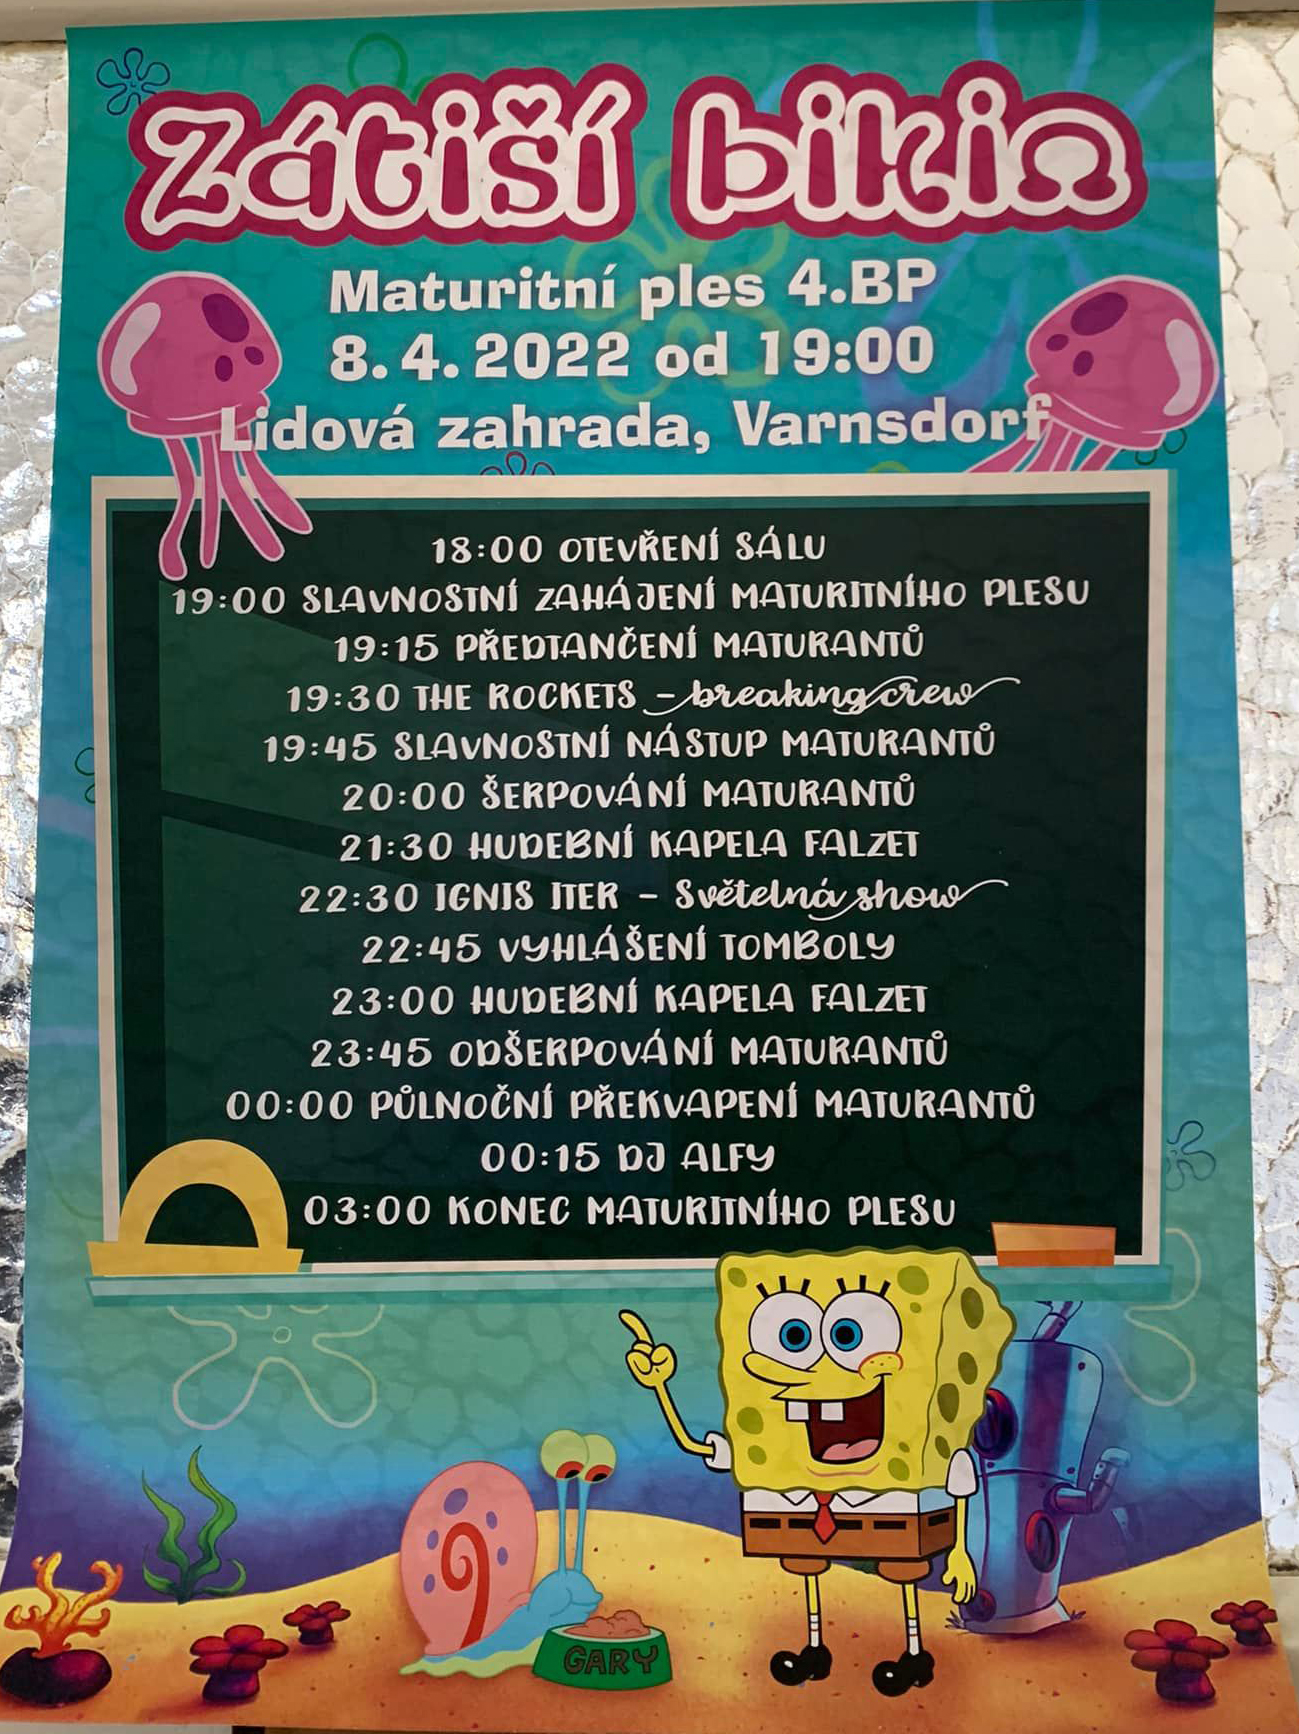 Zátiší bikin
Maturitní ples 4.BP
8. 4. 2022 od 19:00
Lidová zahrada, Varnsdorf
18:00 OTEVŘENÍ SÁLU
19:00 SLAVNOSTNÍ ZAHÁJENÍ MATURITNÍHO PLESU
19:15 PŘEDTANČENÍ MATURANTŮ
19:30 THE ROCKETS - breaking crew
19:45 SLAVNOSTNÍ NÁSTUP MATURANTŮ
20:00 ŠERPOVÁNÍ MATURANTŮ
21:30 HUDEBNÍ KAPELA FALZET
22:30 IGNIS ITER - Světelná show
22:45 VYHLÁŠENÍ TOMBOLY
23:00 HUDEBNÍ KAPELA FALZET
23:45 ODŠERPOVÁNÍ MATURANTŮ
00:00 PŮLNOČNÍ PŘEKVAPENÍ MATURANTŮ
00:15 DJ ALFY
03:00 KONEC MATURITNÍHO PLESU
GARY